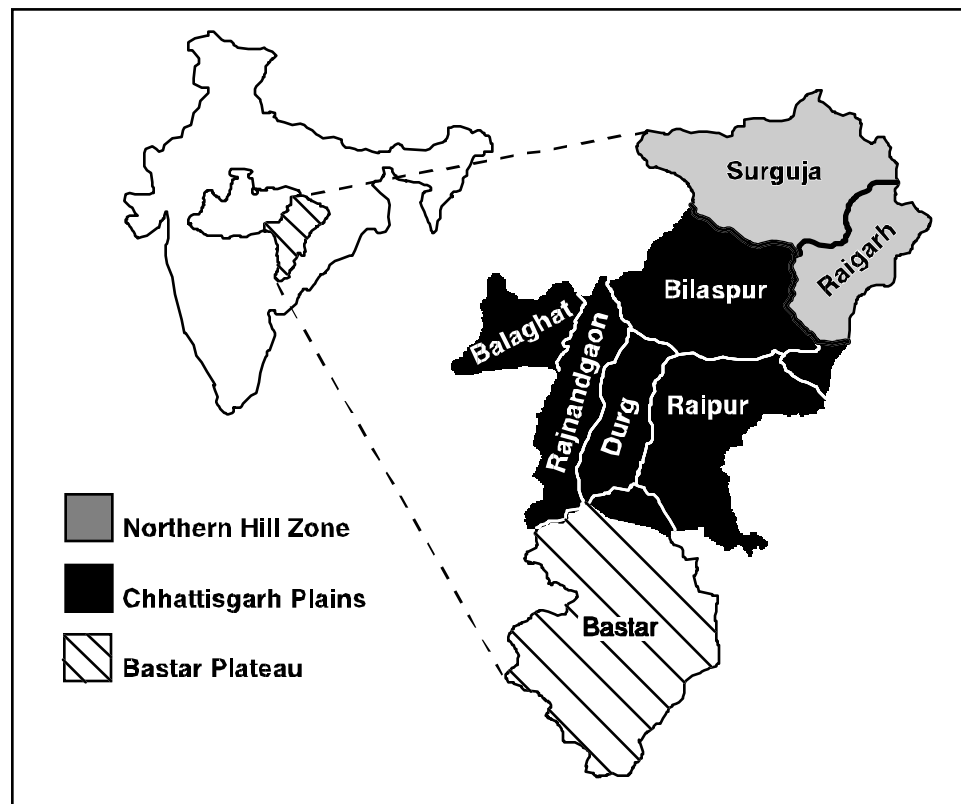 Surguja
Raigarh
Bilaspur
Balaghat
Rajnandgaon
Durg
Raipur
Bastar
Northern Hill Zone
Chhattisgarh Plains
Bastar Plateau